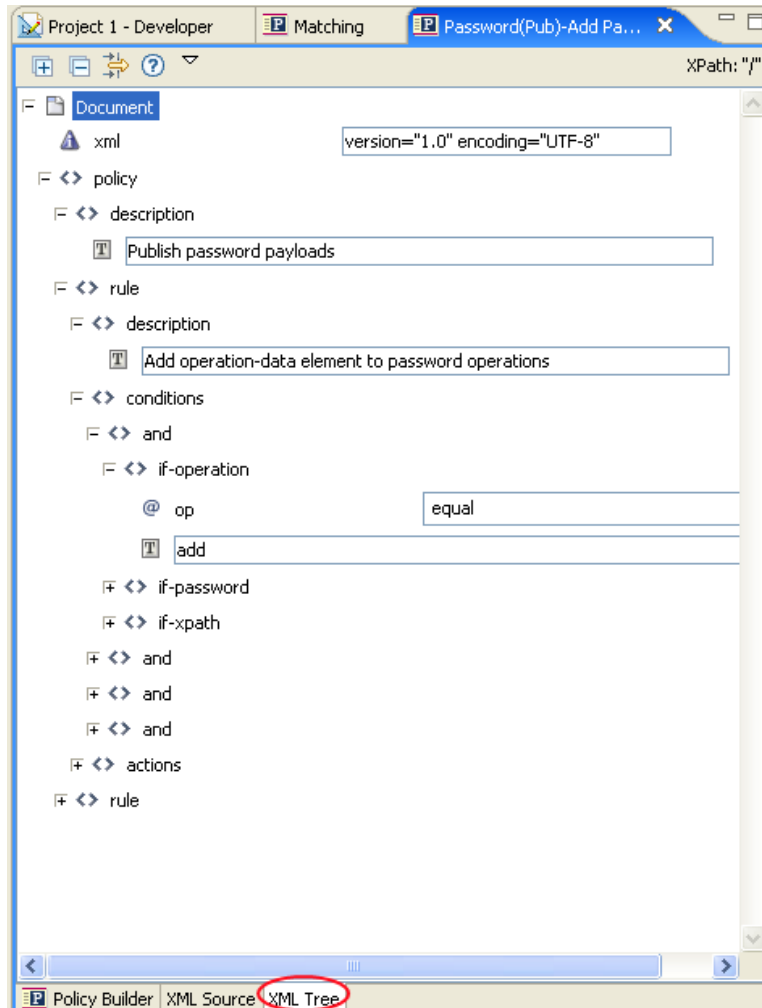 Project 1 - Developer Matching Password(Pub)-Add Pa...
XPath: "/"
Document
xml version="1.0" encoding="UTF-8"
policy
description
Publish password payloads
rule
description
Add operation-data element to password operations
conditions
and
if-operation
@ op equal
add
if-password
if-xpath
and
and
and
actions
rule
Policy Builder XML Source XML Tree